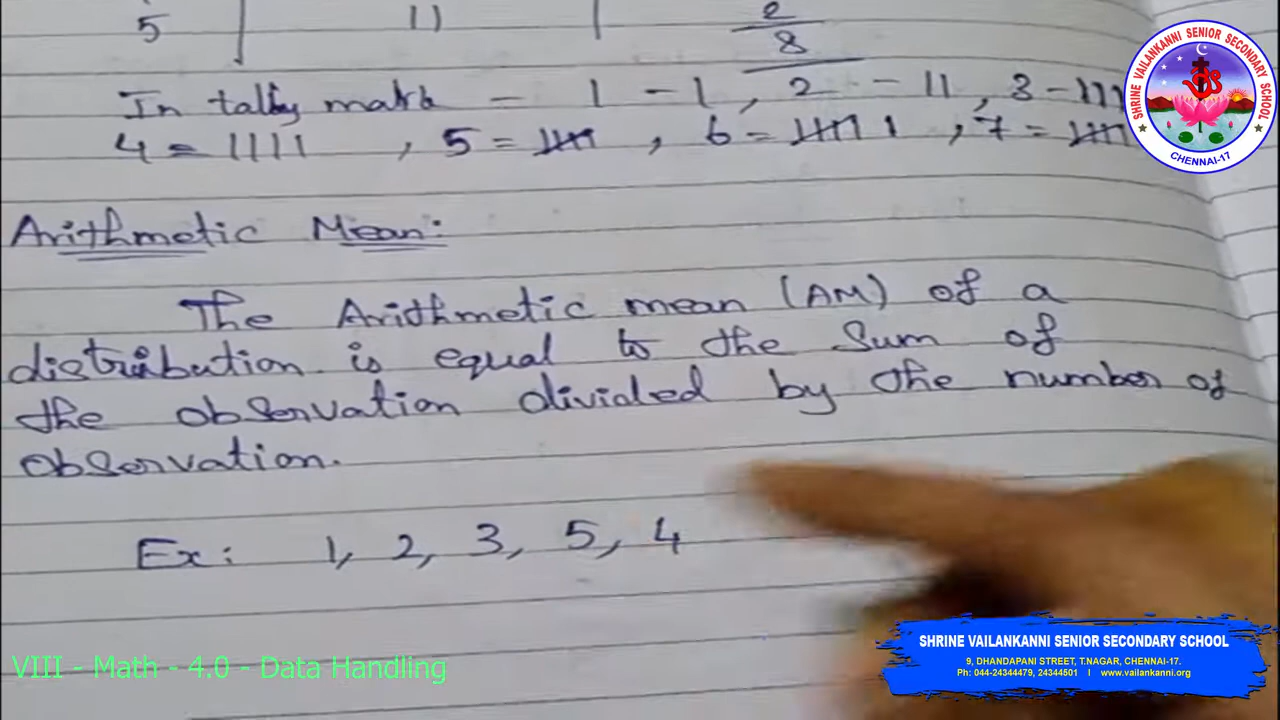 5 | 11 | 2
8
In tally mark - 1 - 1, 2 - 11, 3 - 111
4 = 1111, 5 = 1111, 6 = 1111 1, 7 = 1111
Arithmetic Mean:
The Arithmetic mean (AM) of a
distribution is equal to the Sum of
the observation divided by the number of
observation.
Ex: 1, 2, 3, 5, 4
SHRINE VAILANKANNI SENIOR SECONDARY SCHOOL
CHENNAI-17
VIII - Math - 4.0 - Data Handling
SHRINE VAILANKANNI SENIOR SECONDARY SCHOOL
9, DHANDAPANI STREET, T.NAGAR, CHENNAI-17.
Ph: 044-24344479, 24344501 I www.vailankanni.org